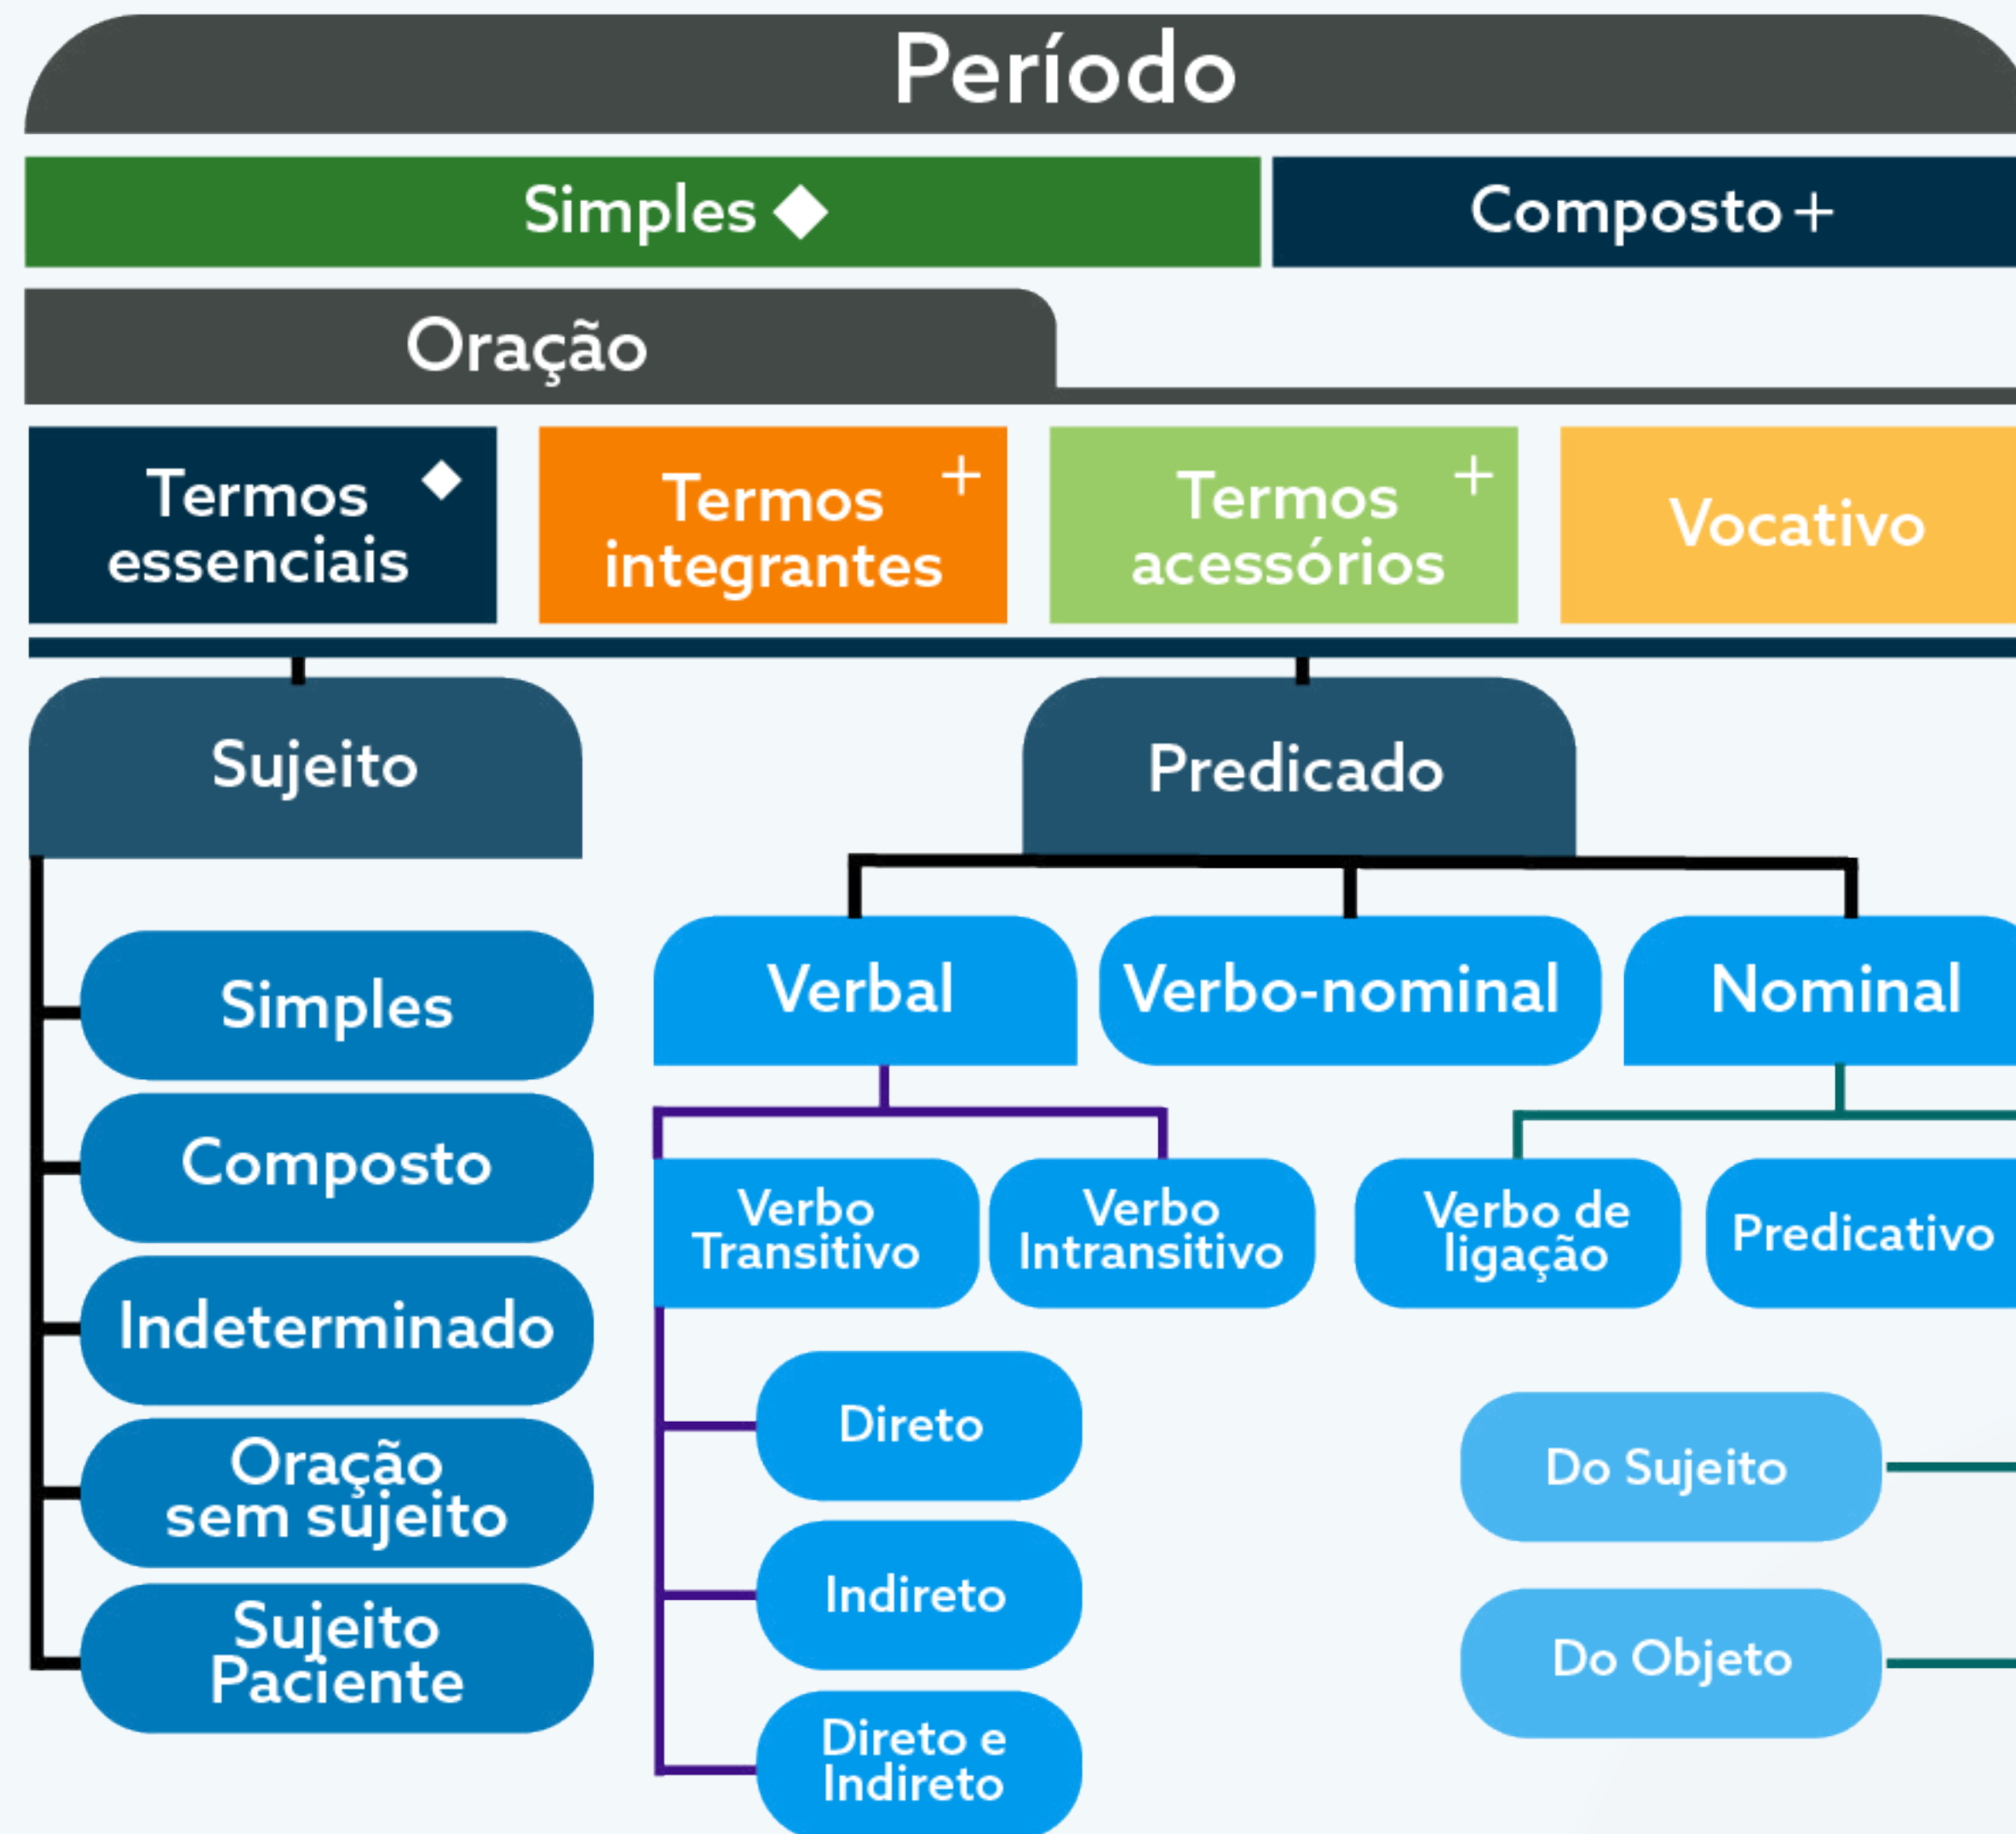 Período
Simples
Composto +
Oração
Termos
essenciais
Termos +
integrantes
Termos +
acessórios
Vocativo
Sujeito
Predicado
Simples
Composto
Indeterminado
Oração
sem sujeito
Sujeito
Paciente
Verbal
Verbo-nominal
Nominal
Verbo
Transitivo
Verbo
Intransitivo
Verbo de
ligação
Predicativo
Direto
Indireto
Direto e
Indireto
Do Sujeito
Do Objeto